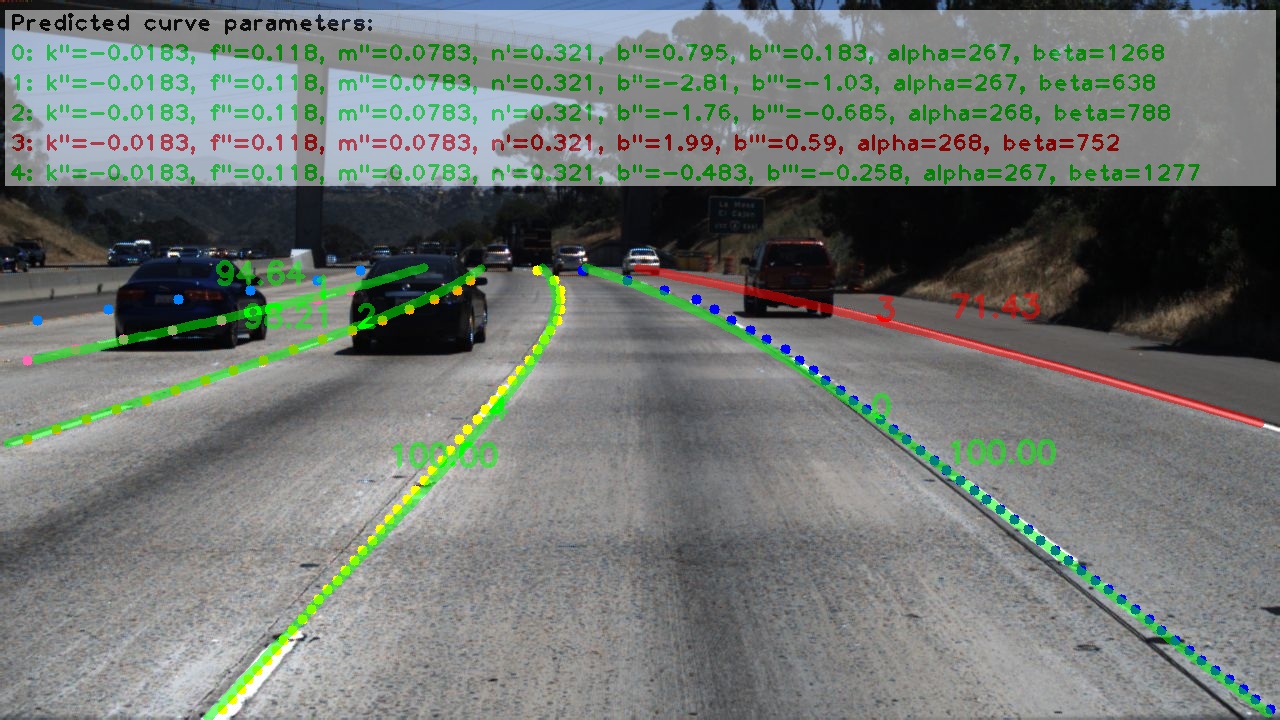 Predicted curve parameters:
0: k''=−0.0183, f''=0.118, m''=0.0783, n'=0.321, b''=0.795, b'''=0.183, alpha=267, beta=1268
1: k''=−0.0183, f''=0.118, m''=0.0783, n'=0.321, b''=−2.81, b'''=−1.03, alpha=267, beta=638
2: k''=−0.0183, f''=0.118, m''=0.0783, n'=0.321, b''=−1.76, b'''=−0.685, alpha=268, beta=788
3: k''=−0.0183, f''=0.118, m''=0.0783, n'=0.321, b''=1.99, b'''=0.59, alpha=268, beta=752
4: k''=−0.0183, f''=0.118, m''=0.0783, n'=0.321, b''=−0.483, b'''=−0.258, alpha=267, beta=1277
La Mesa
El Cajon
94.64 1
98.21 2
3 71.43
4
0
100.00
100.00